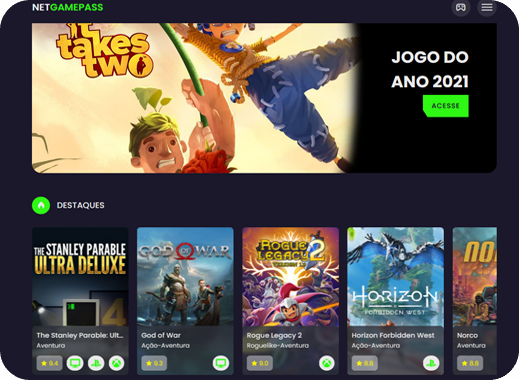 NETGAMEPASS
it
takes
two
JOGO DO
ANO 2021
ACESSE
DESTAQUES
THE STANLEY PARABLE
ULTRA DELUXE
GOD OF WAR
ROGUE
LEGACY 2
HORIZON
FORBIDDEN WEST
NO
The Stanley Parable: Ult...
Aventura
9.4
God of War
Ação-Aventura
9.3
Rogue Legacy 2
Roguelike-Aventura
9.0
Horizon Forbidden West
Ação-Aventura
8.8
Norco
Aventura
8.8